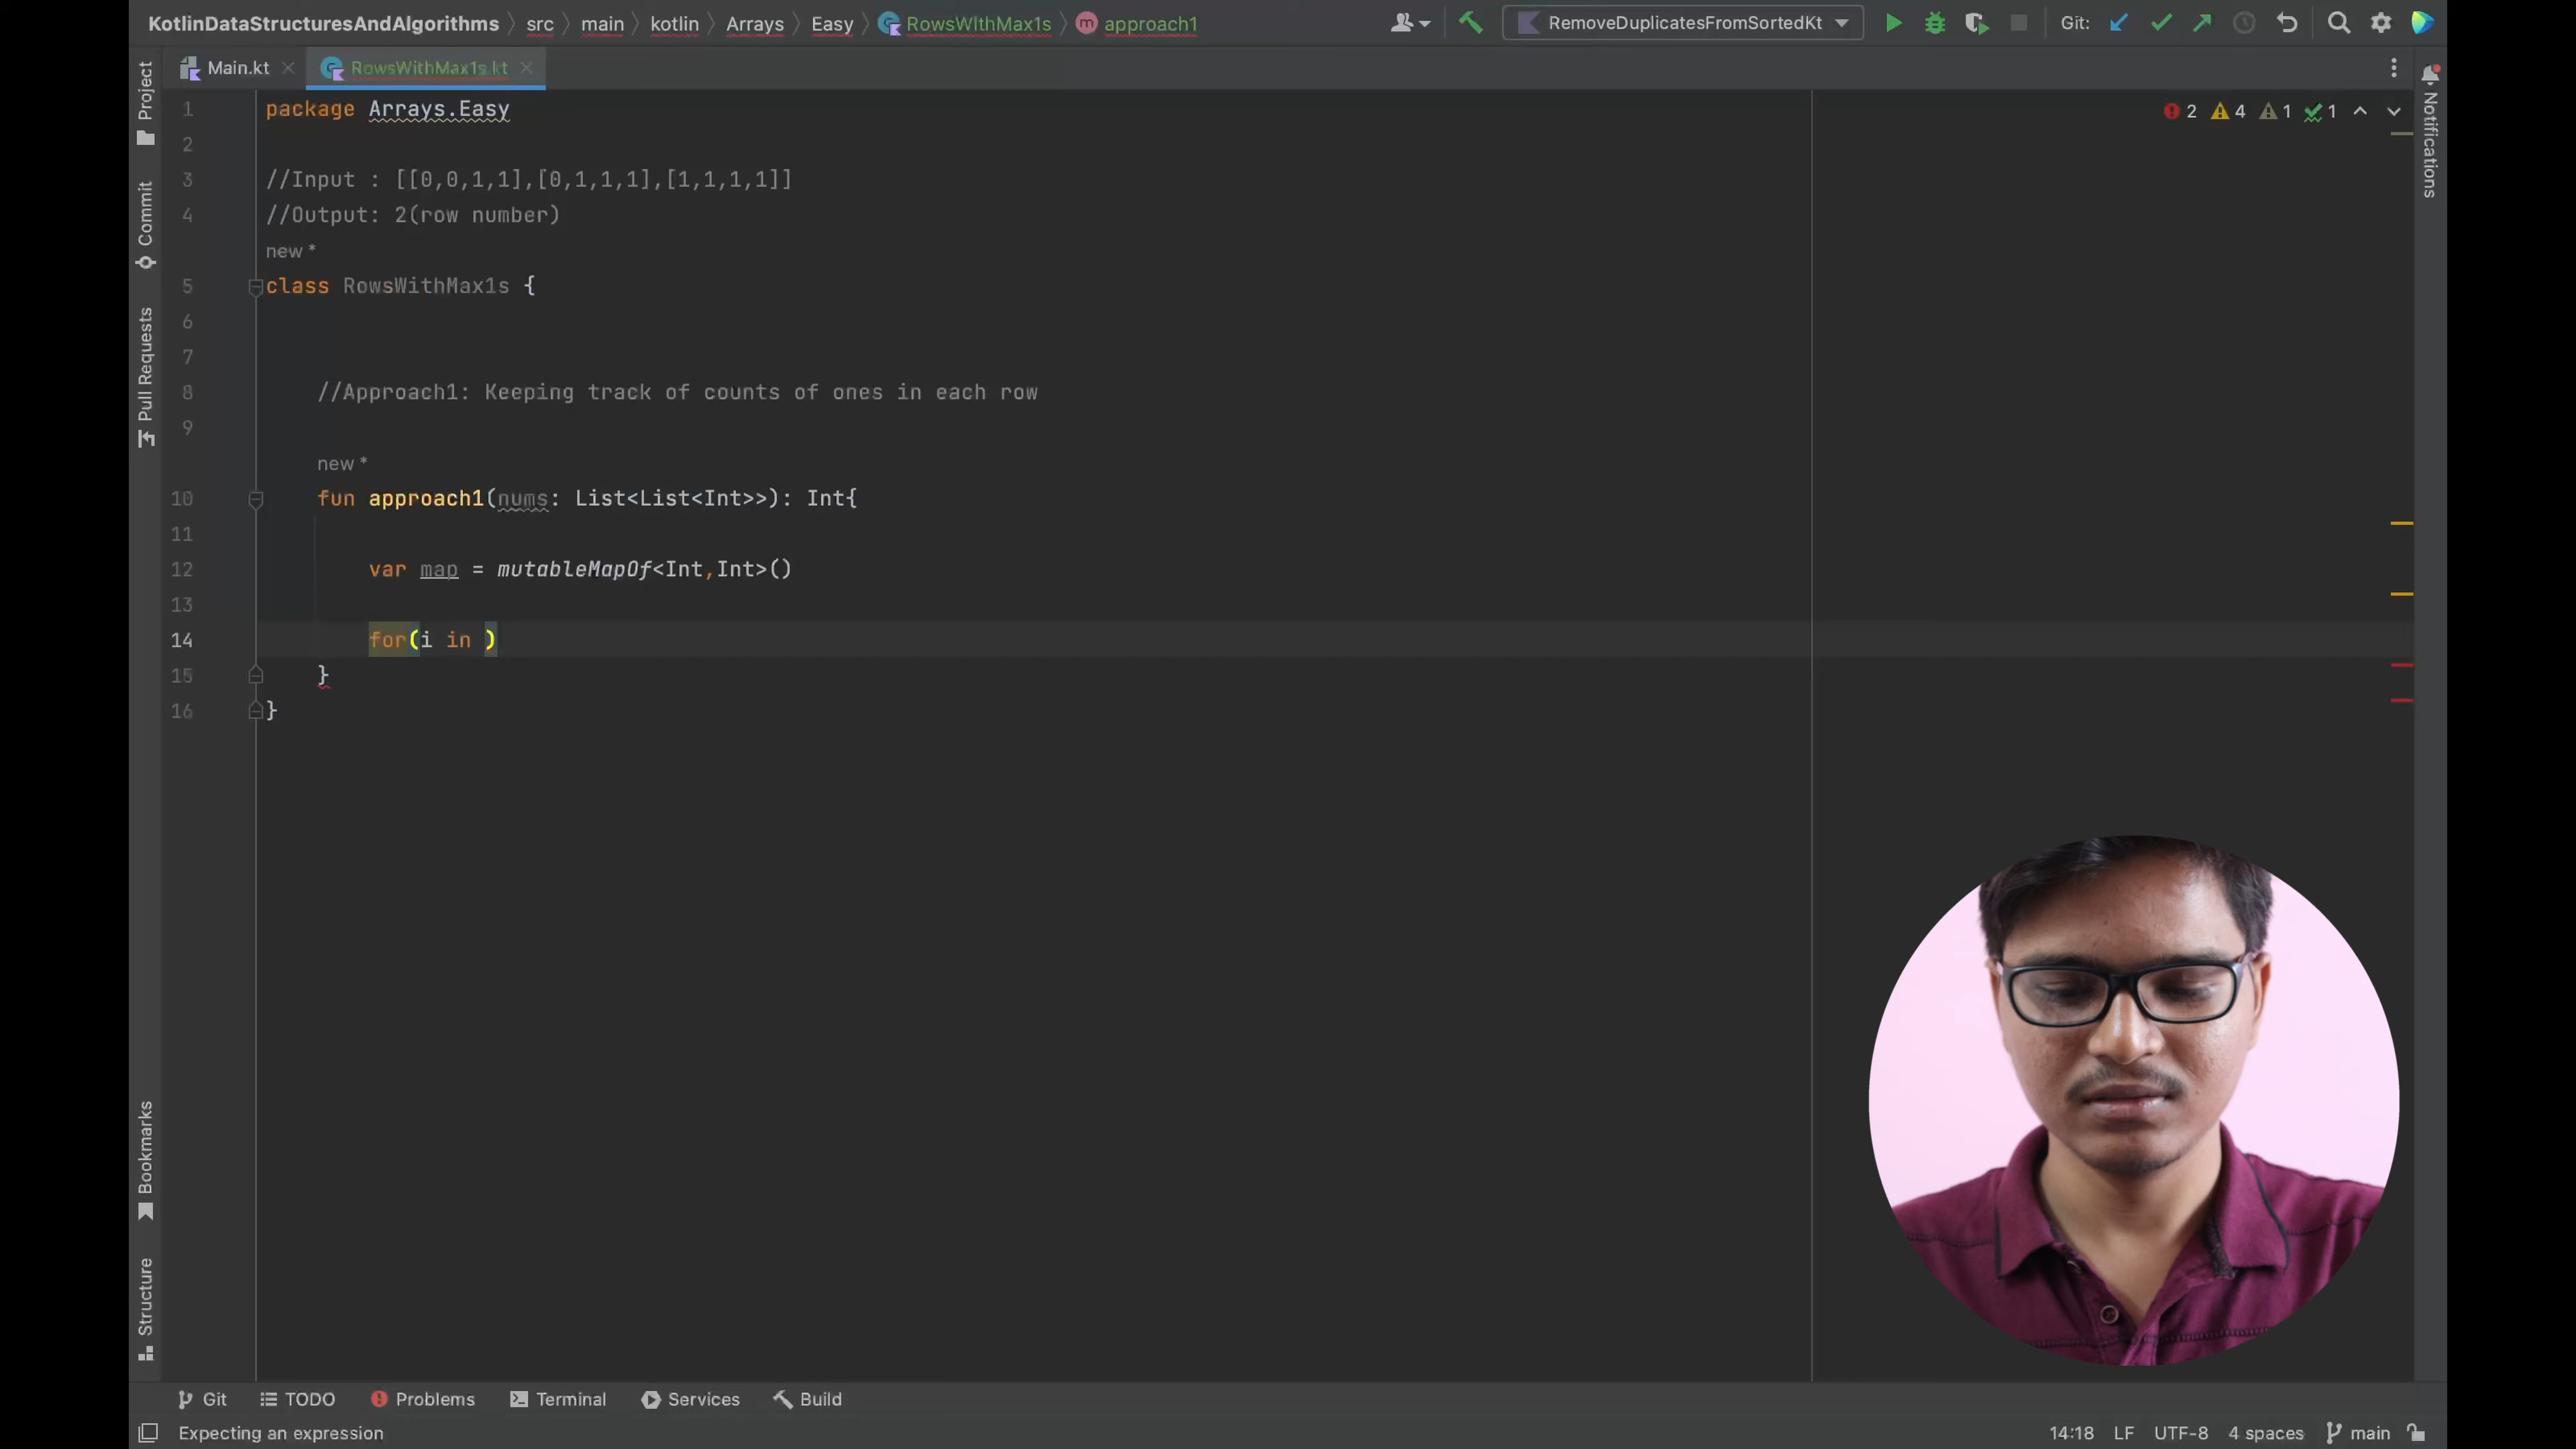 KotlinDataStructuresAndAlgorithms src main kotlin Arrays Easy RowsWithMax1s approach1 RemoveDuplicatesFromSortedKt Git:
Main.kt RowsWithMax1s.kt
Project
Commit
Pull Requests
Bookmarks
Structure
Notifications
2 4 1 1
1 package Arrays.Easy
2
3 //Input : [[0,0,1,1],[0,1,1,1],[1,1,1,1]]
4 //Output: 2(row number)
new *
5 class RowsWithMax1s {
6
7
8 //Approach1: Keeping track of counts of ones in each row
9
new *
10 fun approach1(nums: List<List<Int>>): Int{
11
12 var map = mutableMapOf<Int,Int>()
13
14 for(i in )
15 }
16 }
Git TODO Problems Terminal Services Build
Expecting an expression 14:18 LF UTF-8 4 spaces main